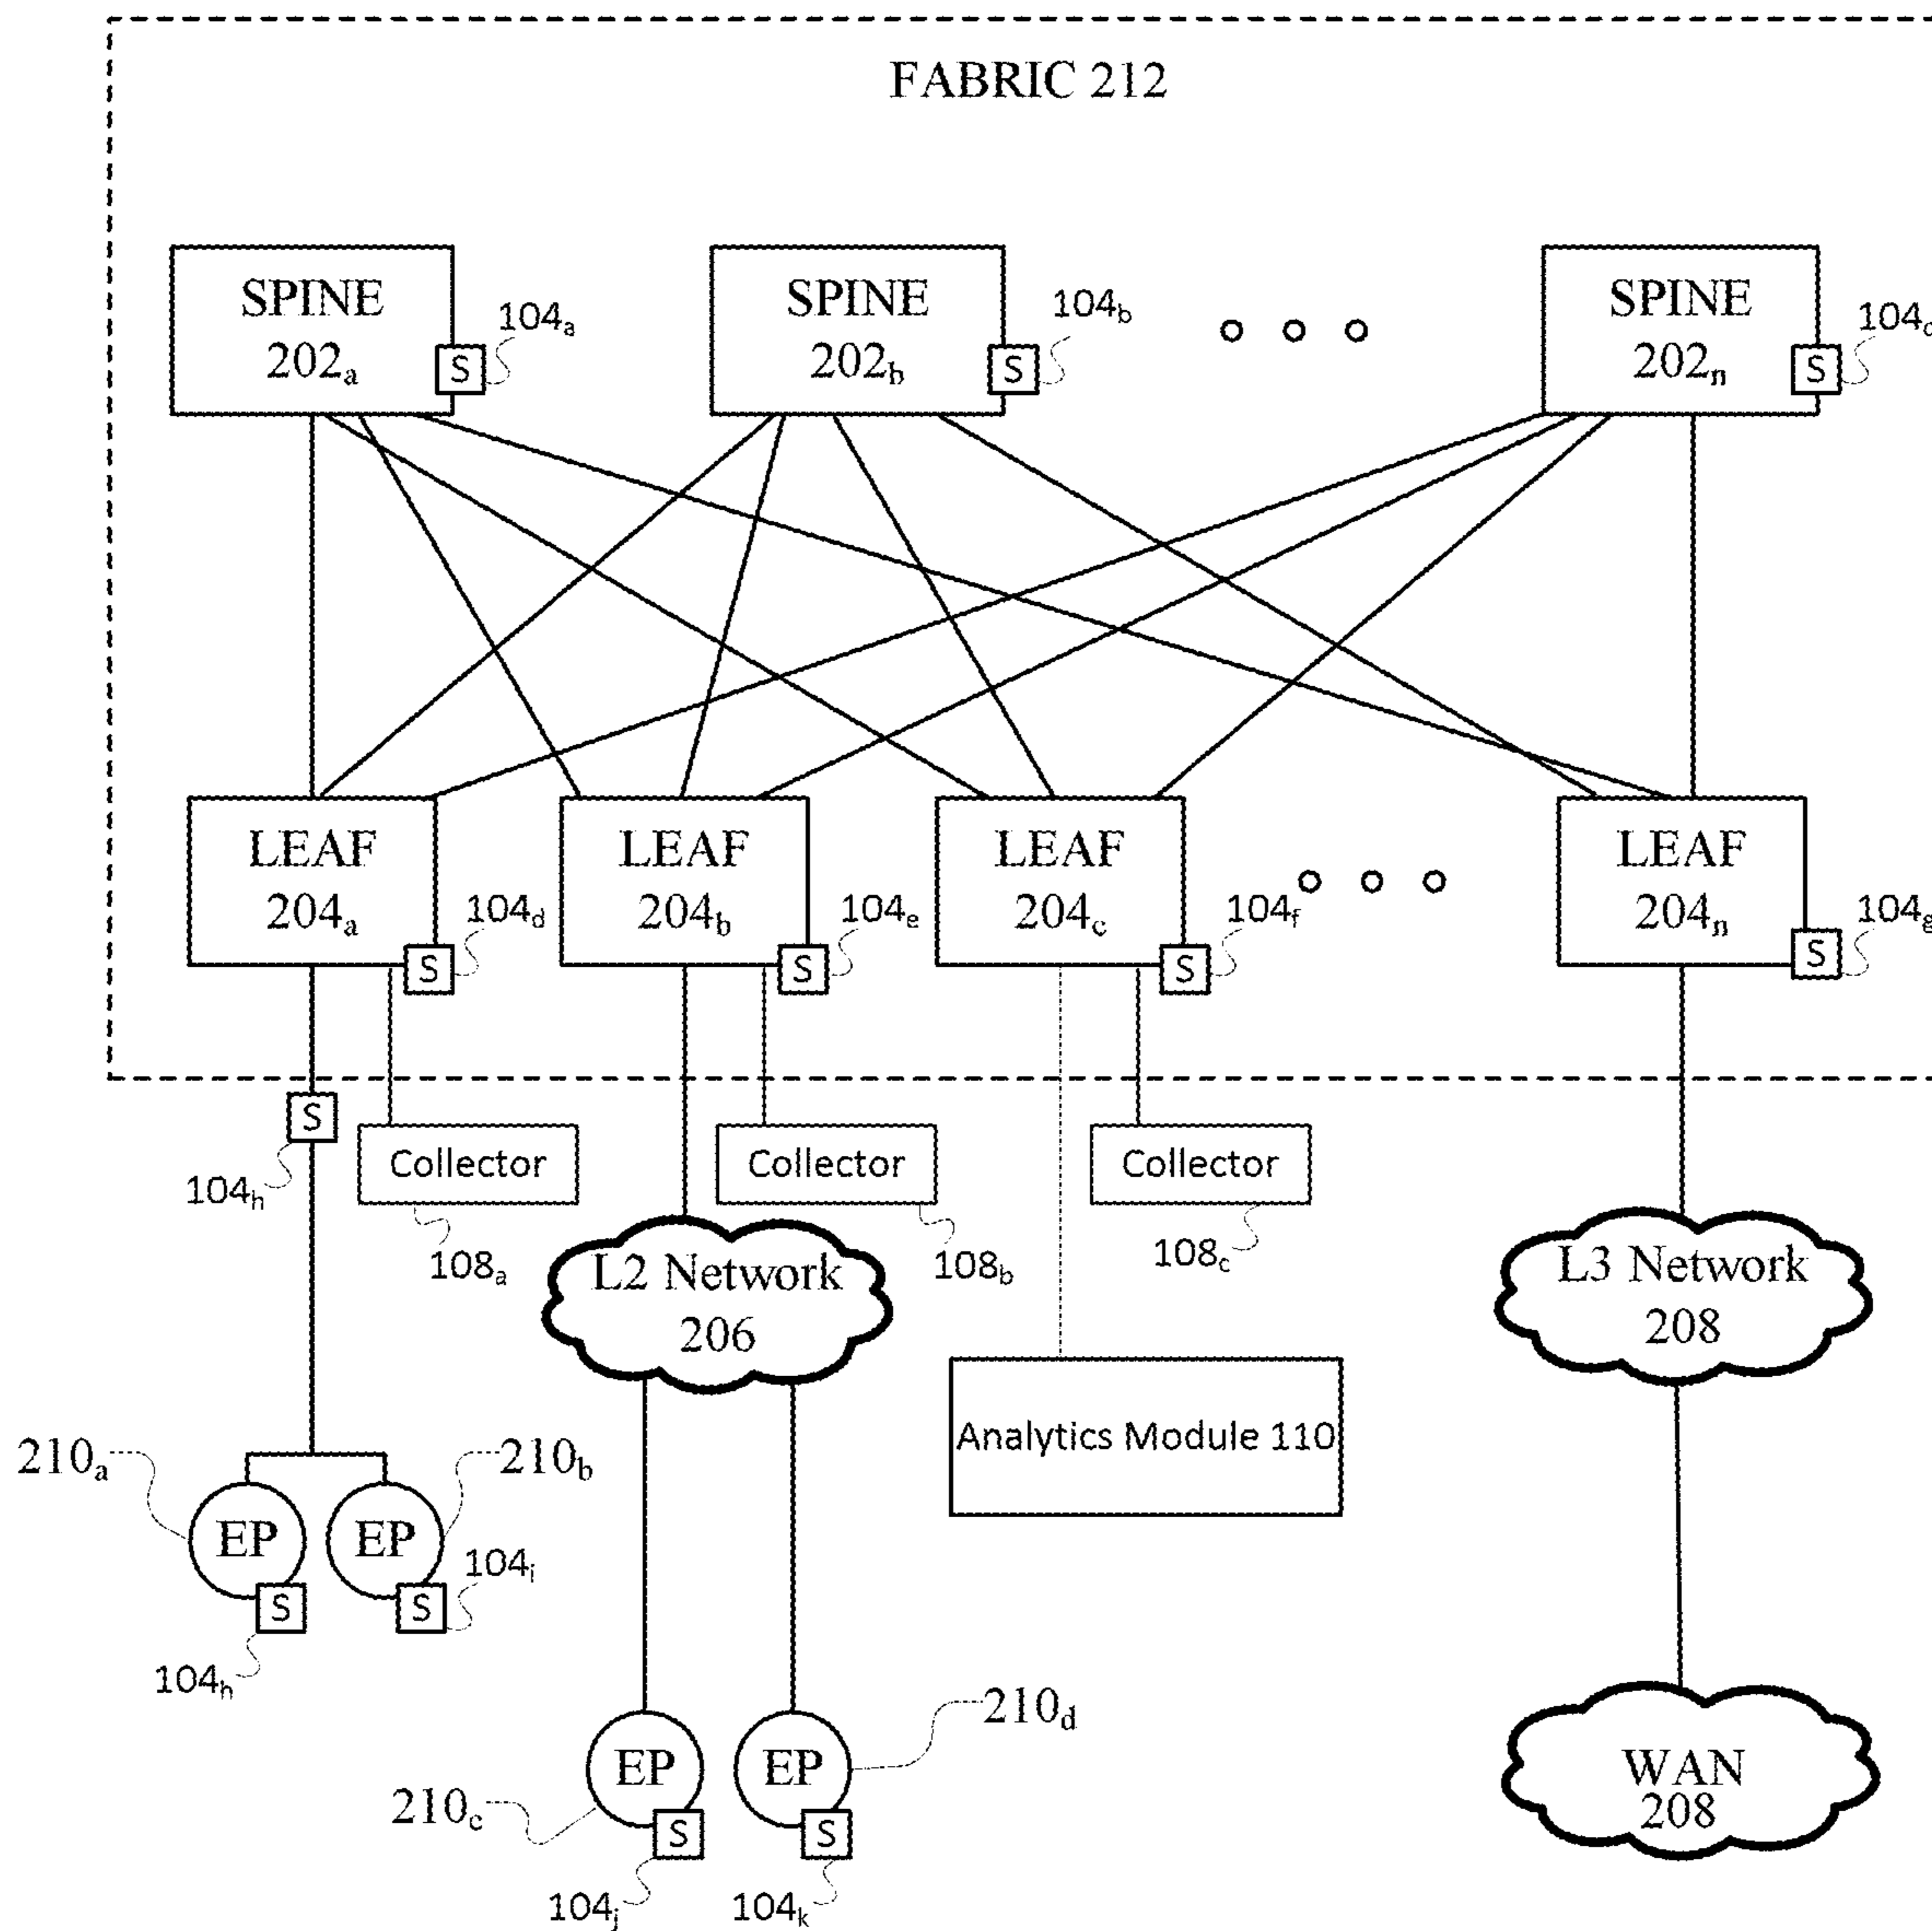 FABRIC 212
SPINE
202a
S
104a
SPINE
202b
S
104b
SPINE
202n
S
LEAF
204a
S
104d
LEAF
204b
S
104e
LEAF
204c
S
104f
LEAF
204n
S
104g
S
104h
Collector
108a
Collector
108b
Collector
108c
L2 Network
206
L3 Network
208
Analytics Module 110
210a
EP
S
104h
210b
EP
S
104i
210c
EP
S
104j
210d
EP
S
104k
WAN
208